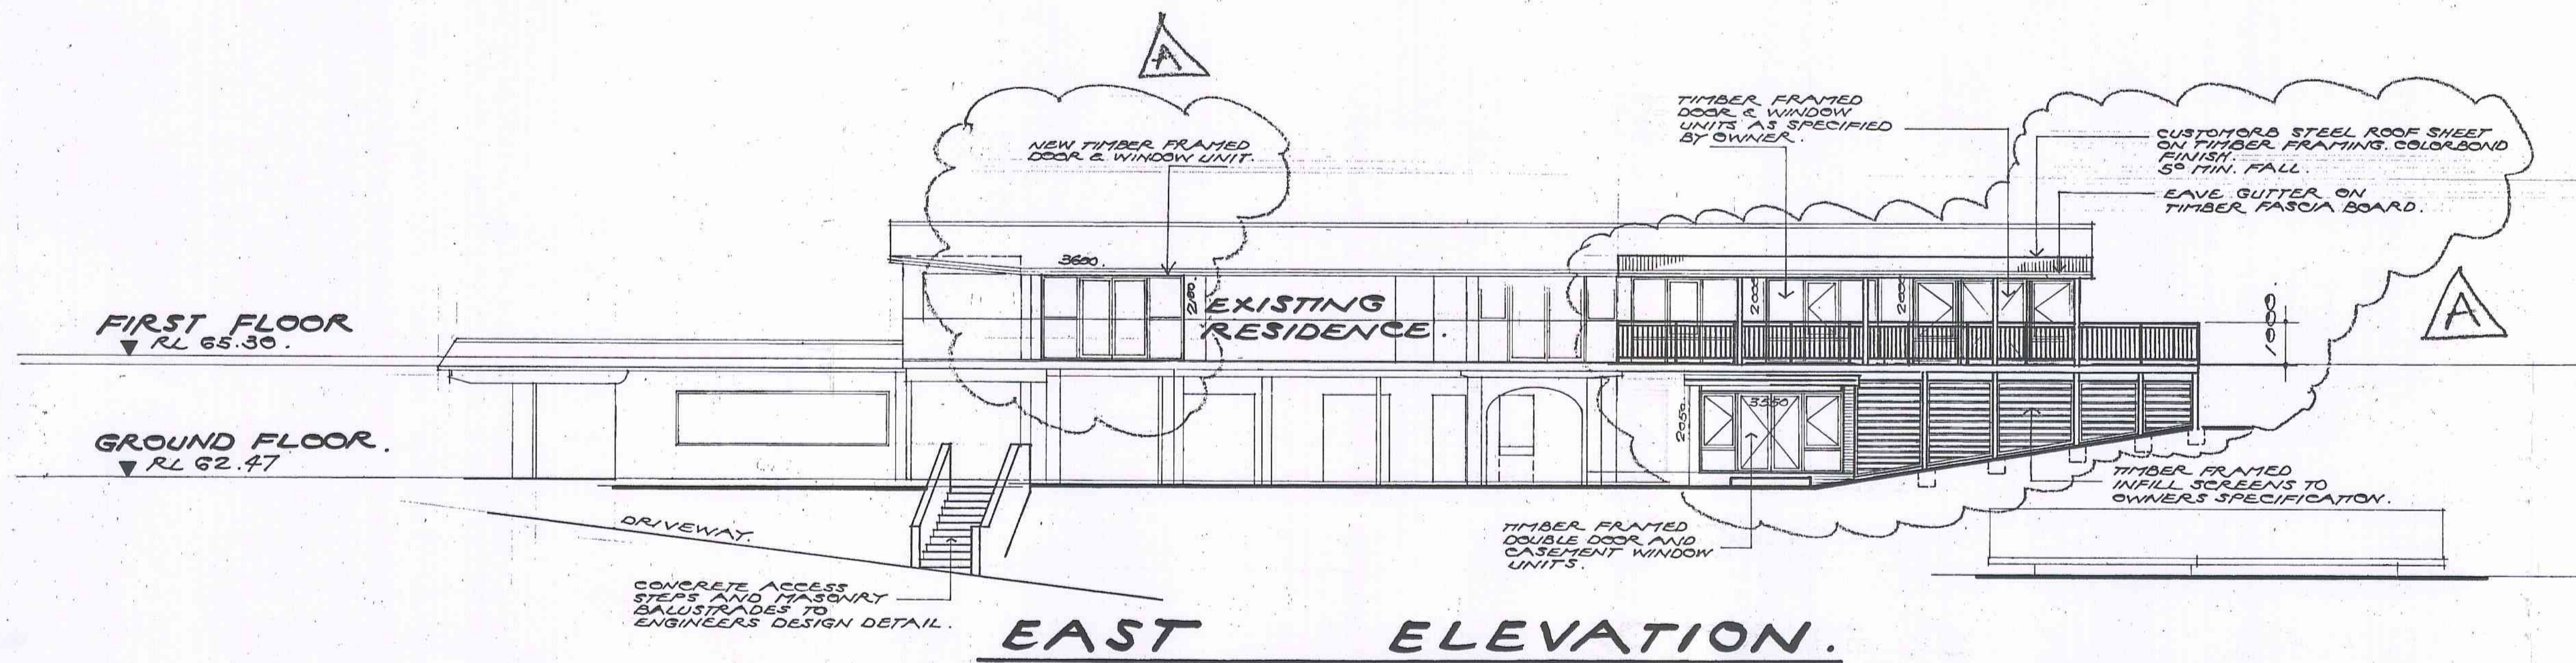 A
NEW TIMBER FRAMED
DOOR & WINDOW UNIT.
TIMBER FRAMED
DOOR & WINDOW
UNITS AS SPECIFIED
BY OWNER.
CUSTOMORB STEEL ROOF SHEET
ON TIMBER FRAMING. COLORBOND
FINISH.
5° MIN. FALL.
EAVE GUTTER ON
TIMBER FASCIA BOARD.
3600.
2100.
EXISTING
RESIDENCE.
2000
2000
1000
A
FIRST FLOOR
RL 65.30.
GROUND FLOOR.
RL 62.47
3550
2050
DRIVEWAY.
TIMBER FRAMED
INFILL SCREENS TO
OWNERS SPECIFICATION.
TIMBER FRAMED
DOUBLE DOOR AND
CASEMENT WINDOW
UNITS.
CONCRETE ACCESS
STEPS AND MASONRY
BALUSTRADES TO
ENGINEERS DESIGN DETAIL.
EAST ELEVATION.